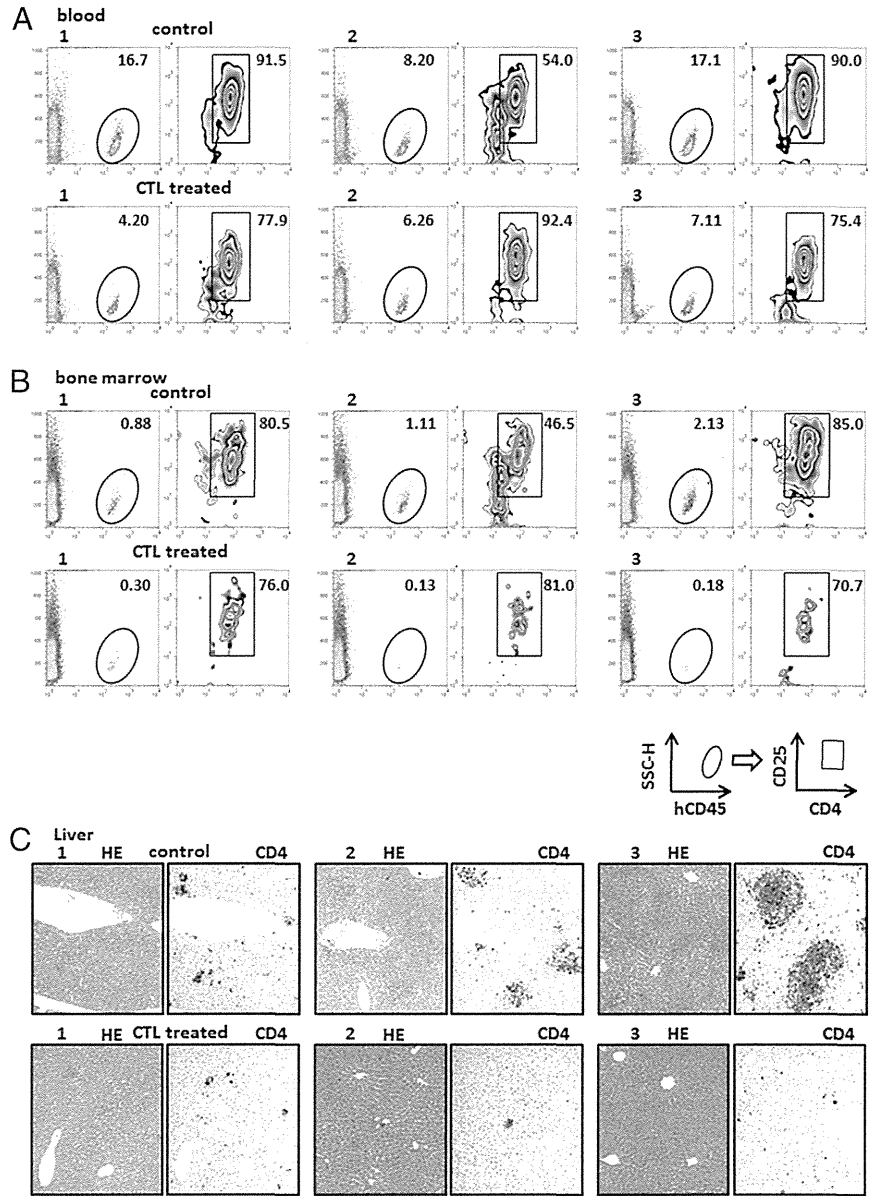 A blood
1 control 2 3
16.7 91.5 8.20 54.0 17.1 90.0
CTL treated
1 2 3
4.20 77.9 6.26 92.4 7.11 75.4
B bone marrow
1 control 2 3
0.88 80.5 1.11 46.5 2.13 85.0
CTL treated
1 2 3
0.30 76.0 0.13 81.0 0.18 70.7
SSC-H CD25
hCD45 CD4
C Liver
1 HE control CD4 2 HE CD4 3 HE CD4
1 HE CTL treated CD4 2 HE CD4 3 HE CD4